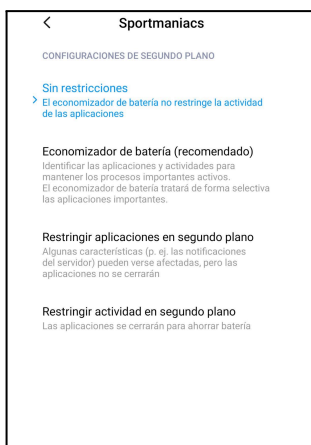 Sportmaniacs
CONFIGURACIONES DE SEGUNDO PLANO
Sin restricciones
El economizador de batería no restringe la actividad
de las aplicaciones
Economizador de batería (recomendado)
Identificar las aplicaciones y actividades para
mantener los procesos importantes activos.
El economizador de batería tratará de forma selectiva
las aplicaciones importantes.
Restringir aplicaciones en segundo plano
Algunas características (p. ej. las notificaciones
del servidor) pueden verse afectadas, pero las
aplicaciones no se cerrarán
Restringir actividad en segundo plano
Las aplicaciones se cerrarán para ahorrar batería